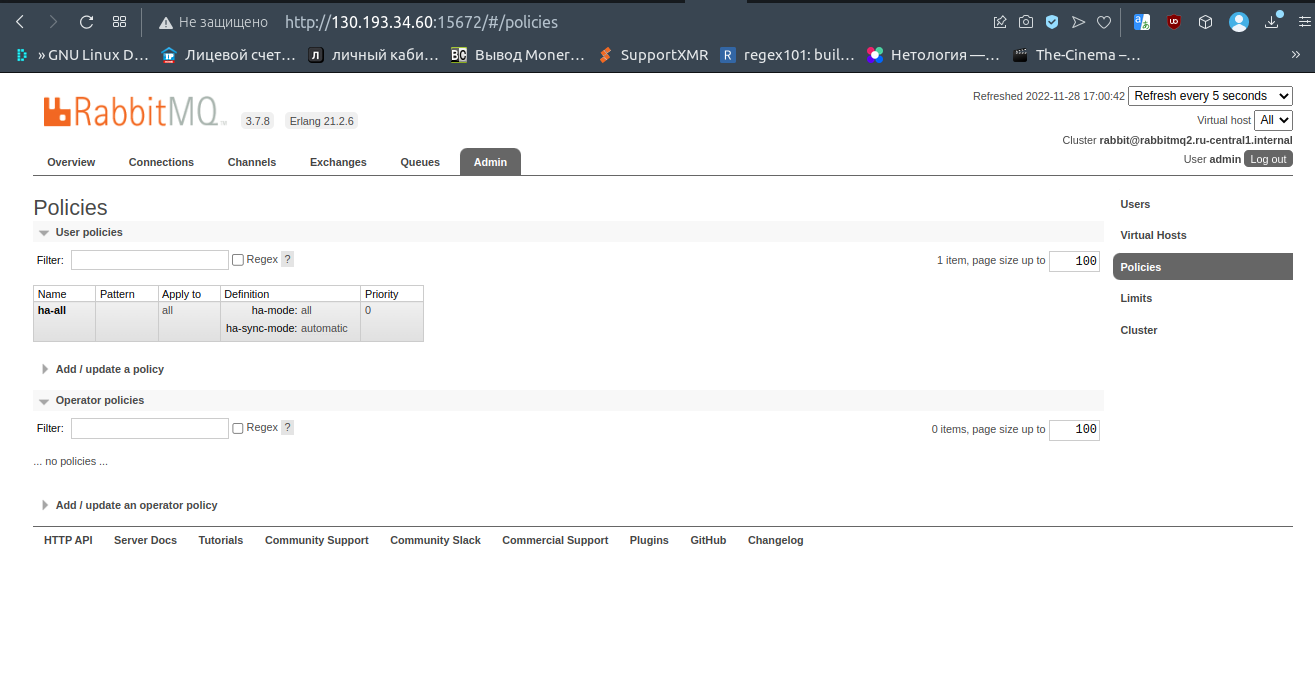 Не защищено http://130.193.34.60:15672/#/policies
» GNU Linux D... Лицевой счет... личный каби... Вывод Moner... SupportXMR regex101: buil... Нетология —... The-Cinema –... »
RabbitMQ TM 3.7.8 Erlang 21.2.6
Refreshed 2022-11-28 17:00:42 Refresh every 5 seconds
Virtual host All
Cluster rabbit@rabbitmq2.ru-central1.internal
User admin Log out
Overview Connections Channels Exchanges Queues Admin
Policies
User policies
Filter: Regex ? 1 item, page size up to 100
Name Pattern Apply to Definition Priority
ha-all all ha-mode: all 0
ha-sync-mode: automatic
Add / update a policy
Operator policies
Filter: Regex ? 0 items, page size up to 100
... no policies ...
Add / update an operator policy
Users
Virtual Hosts
Policies
Limits
Cluster
HTTP API Server Docs Tutorials Community Support Community Slack Commercial Support Plugins GitHub Changelog